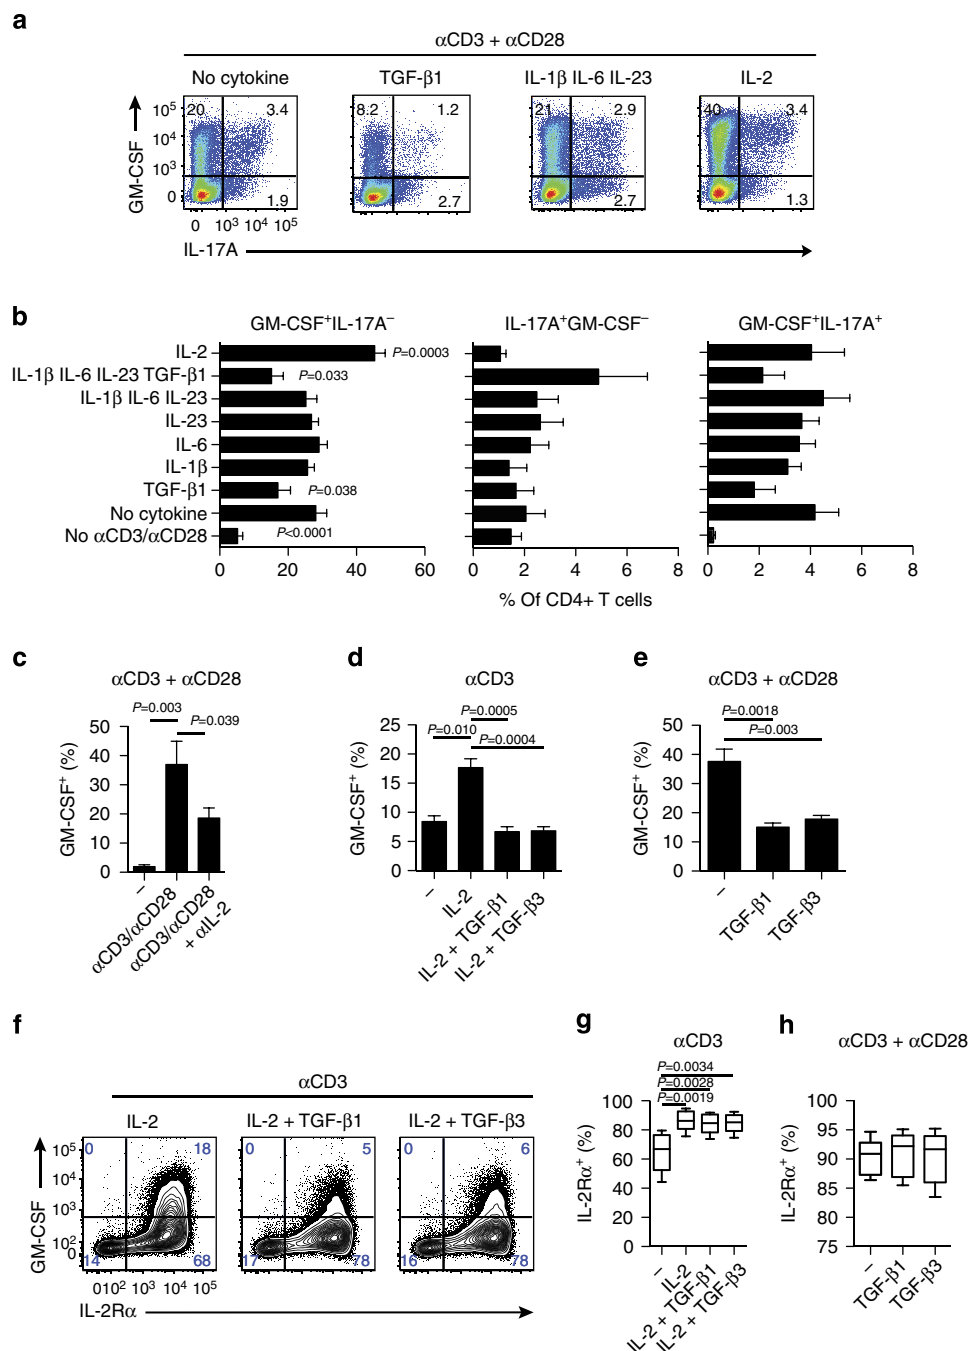 a
αCD3 + αCD28
No cytokine TGF-β1 IL-1β IL-6 IL-23 IL-2
GM-CSF
10⁵ 10⁴ 10³ 0
20 3.4 1.9
8.2 1.2 2.7
21 2.9 2.7
40 3.4 1.3
0 10³ 10⁴ 10⁵
IL-17A
b
GM-CSF⁺IL-17A⁻ IL-17A⁺GM-CSF⁻ GM-CSF⁺IL-17A⁺
IL-2 P=0.0003
IL-1β IL-6 IL-23 TGF-β1 P=0.033
IL-1β IL-6 IL-23
IL-23
IL-6
IL-1β
TGF-β1 P=0.038
No cytokine
No αCD3/αCD28 P<0.0001
0 20 40 60 0 2 4 6 8 0 2 4 6 8
% Of CD4+ T cells
c
αCD3 + αCD28
P=0.003
P=0.039
GM-CSF⁺ (%)
50 40 30 20 10 0
–
αCD3/αCD28
αCD3/αCD28
+ αIL-2
d
αCD3
P=0.0005
P=0.010
P=0.0004
GM-CSF⁺ (%)
25 20 15 10 5 0
–
IL-2
IL-2 + TGF-β1
IL-2 + TGF-β3
e
αCD3 + αCD28
P=0.0018
P=0.003
GM-CSF⁺ (%)
50 40 30 20 10 0
–
TGF-β1
TGF-β3
f
αCD3
IL-2 IL-2 + TGF-β1 IL-2 + TGF-β3
GM-CSF
10⁵ 10⁴ 10³ 10² 0
0 18 14 68
0 5 17 78
0 6 16 78
0 10² 10³ 10⁴ 10⁵
IL-2Rα
g
αCD3
P=0.0034
P=0.0028
P=0.0019
IL-2Rα⁺ (%)
100 80 60 40 20 0
–
IL-2
IL-2 + TGF-β1
IL-2 + TGF-β3
h
αCD3 + αCD28
IL-2Rα⁺ (%)
100 95 90 85 80 75
–
TGF-β1
TGF-β3